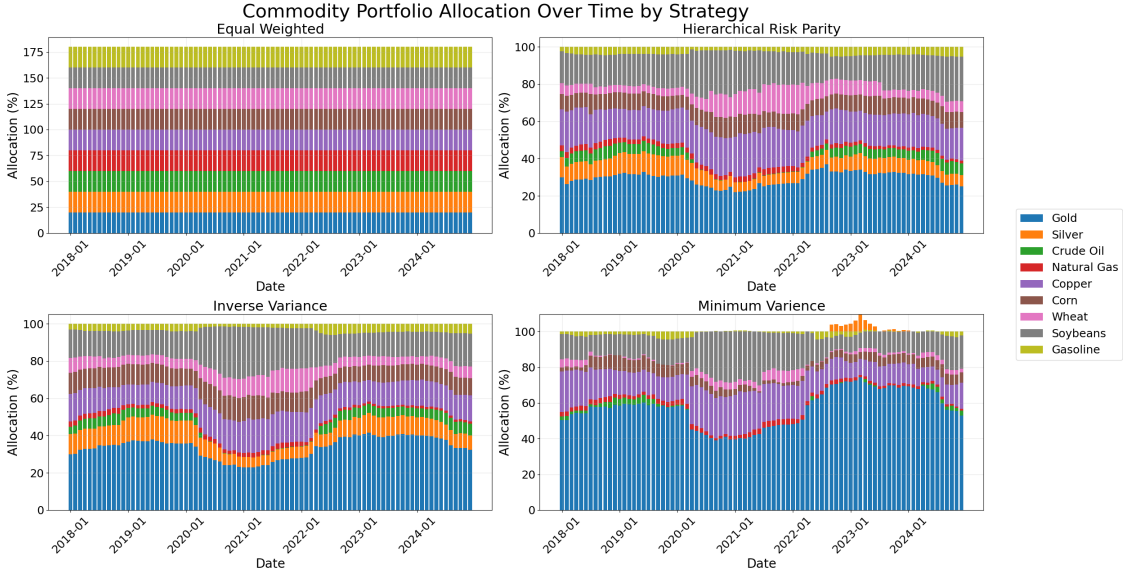 Commodity Portfolio Allocation Over Time by Strategy
Equal Weighted
Allocation (%)
175
150
125
100
75
50
25
0
2018-01
2019-01
2020-01
2021-01
2022-01
2023-01
2024-01
Date
Hierarchical Risk Parity
Allocation (%)
100
80
60
40
20
0
2018-01
2019-01
2020-01
2021-01
2022-01
2023-01
2024-01
Date
Gold
Silver
Crude Oil
Natural Gas
Copper
Corn
Wheat
Soybeans
Gasoline
Inverse Variance
Allocation (%)
100
80
60
40
20
0
2018-01
2019-01
2020-01
2021-01
2022-01
2023-01
2024-01
Date
Minimum Varience
Allocation (%)
100
80
60
40
20
0
2018-01
2019-01
2020-01
2021-01
2022-01
2023-01
2024-01
Date